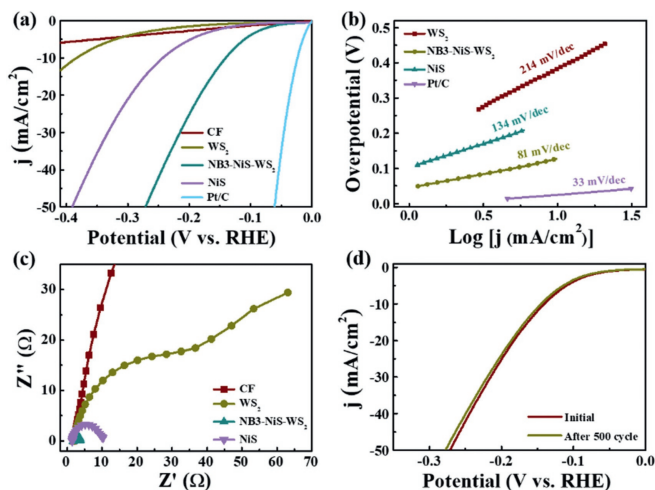 (a)
j (mA/cm²)
0
-10
-20
-30
-40
-50
CF
WS₂
NB3-NiS-WS₂
NiS
Pt/C
-0.4
-0.3
-0.2
-0.1
0.0
Potential (V vs. RHE)
(b)
Overpotential (V)
0.6
0.5
0.3
0.2
0.0
WS₂
NB3-NiS-WS₂
NiS
Pt/C
214 mV/dec
134 mV/dec
81 mV/dec
33 mV/dec
0.0
0.5
1.0
1.5
Log [j (mA/cm²]
(c)
Z'' (Ω)
30
20
10
0
CF
WS₂
NB3-NiS-WS₂
NiS
0
10
20
30
40
50
60
70
Z' (Ω)
(d)
j (mA/cm²)
0
-10
-20
-30
-40
-50
Initial
After 500 cycle
-0.3
-0.2
-0.1
0.0
Potential (V vs. RHE)